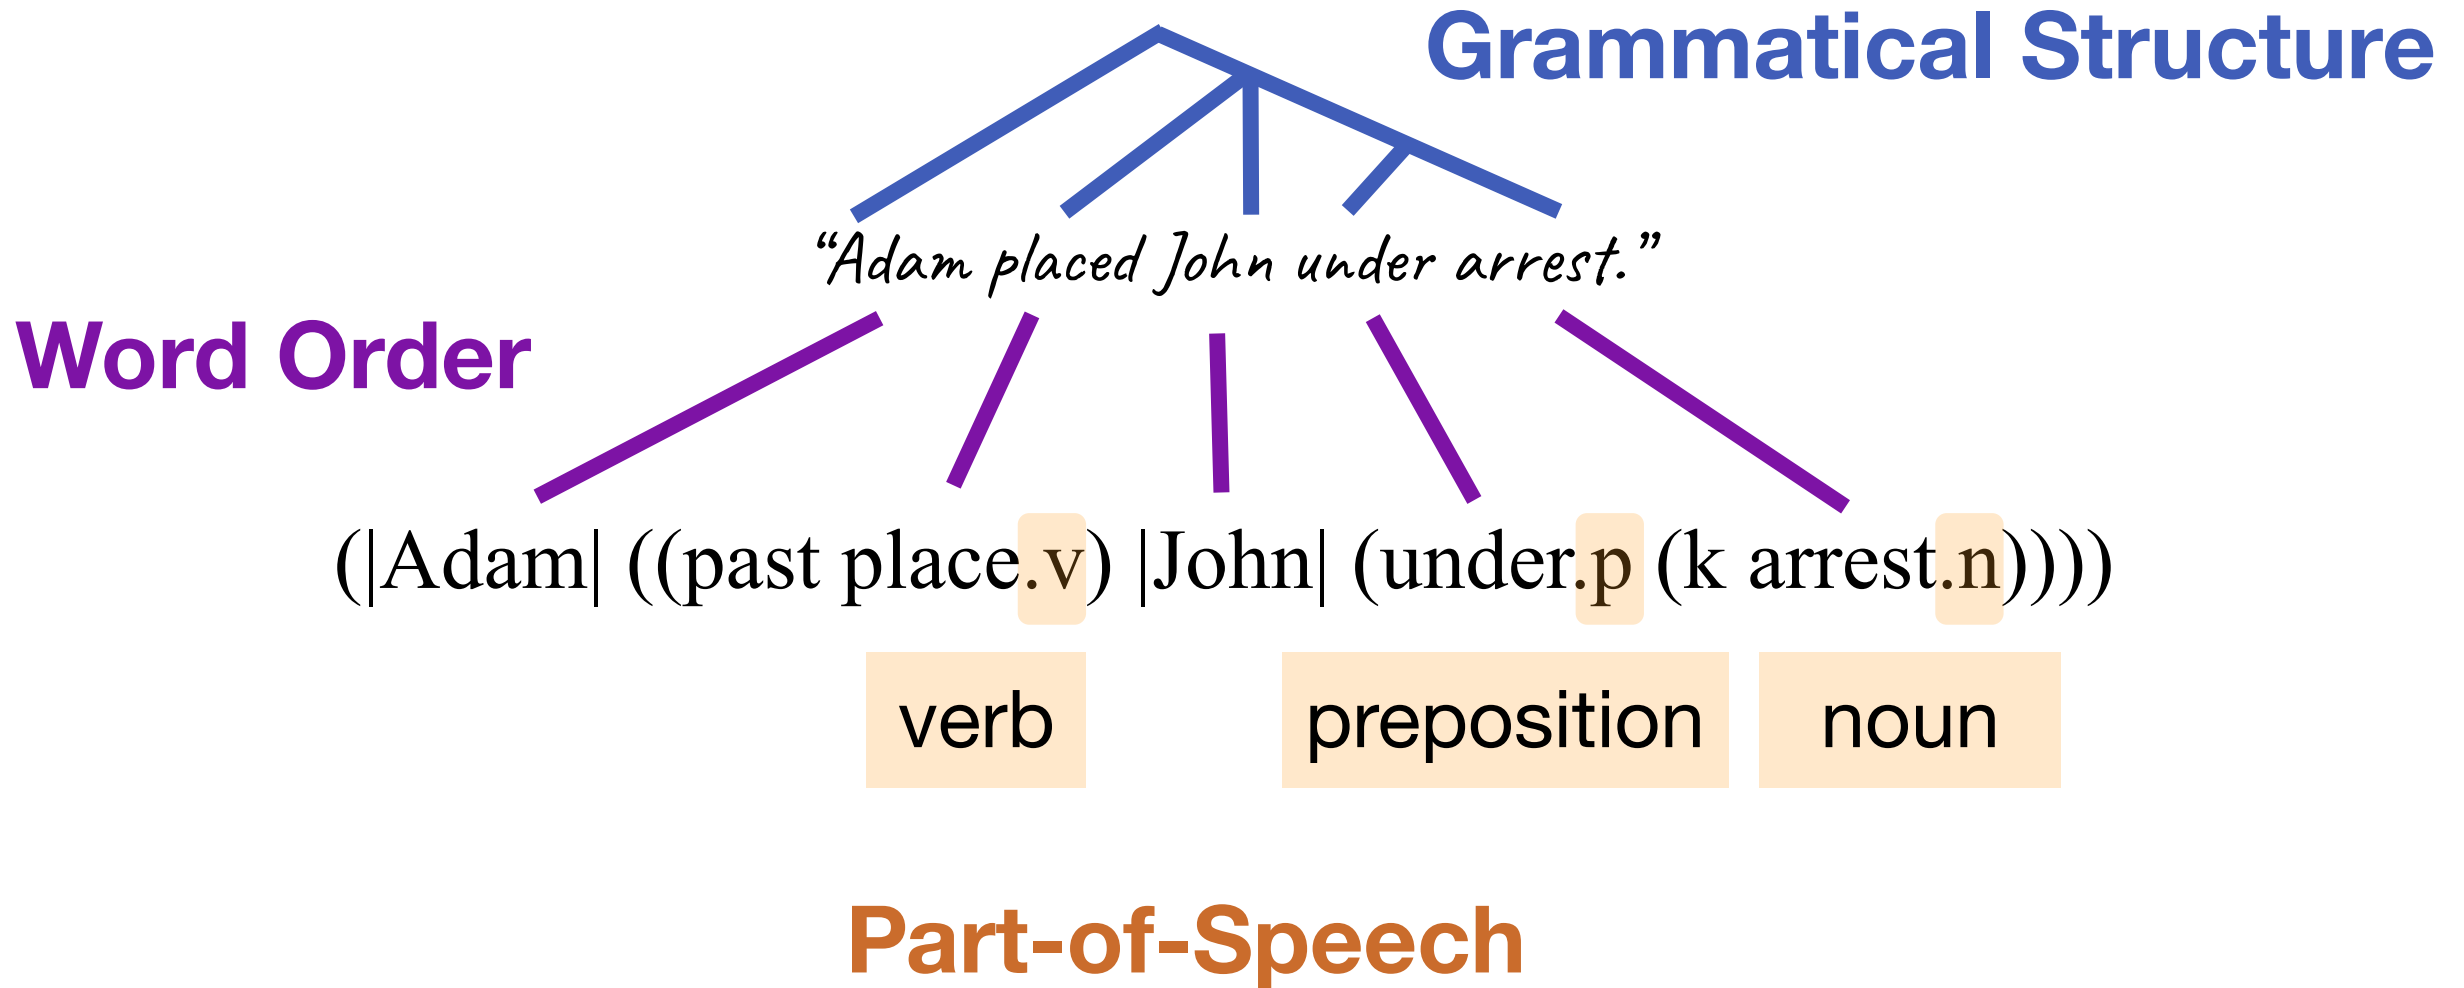 Grammatical Structure
“Adam placed John under arrest.”
Word Order
(|Adam| ((past place.v) |John| (under.p (k arrest.n))))
verb preposition noun
Part-of-Speech